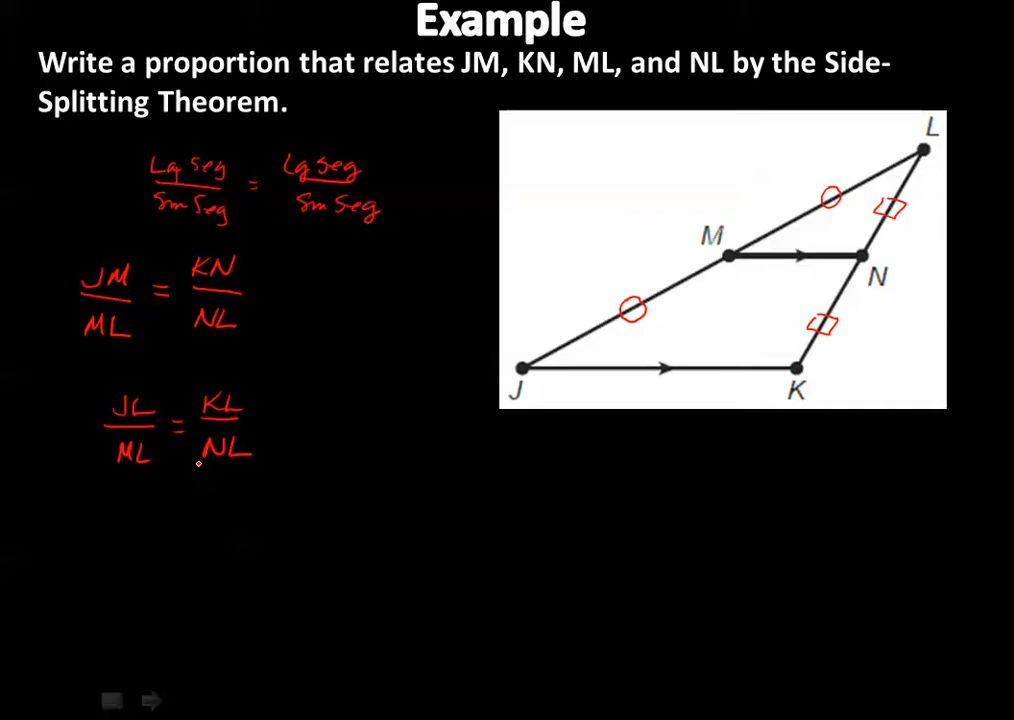 Example
Write a proportion that relates JM, KN, ML, and NL by the Side-
Splitting Theorem.
Lg Seg / Sm Seg = Lg Seg / Sm Seg
JM / ML = KN / NL
JL / ML = KL / NL
L
M
N
J
K